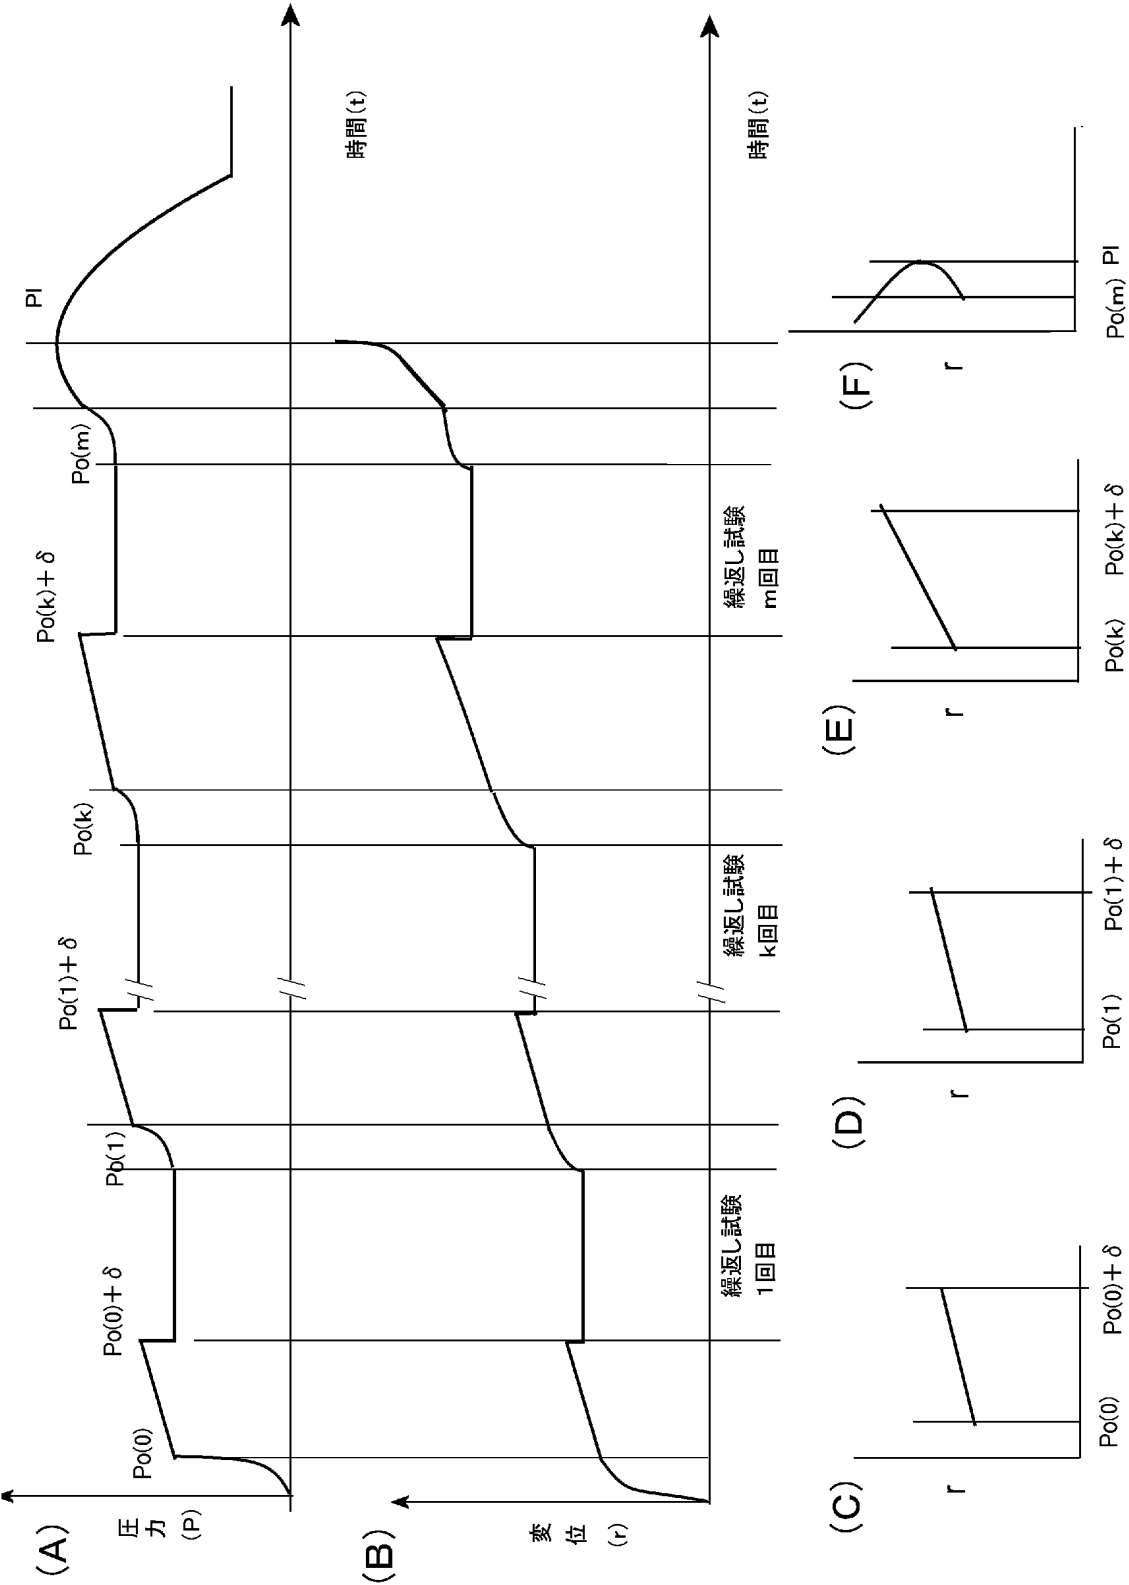 (A)
圧力
(P)
Po(0)
Po(0)+δ
Po(1)
Po(1)+δ
Po(k)
Po(k)+δ
Po(m)
Pl
時間(t)
(B)
変位
(r)
繰返し試験
1回目
繰返し試験
k回目
繰返し試験
m回目
時間(t)
(C)
r
Po(0)
Po(0)+δ
(D)
r
Po(1)
Po(1)+δ
(E)
r
Po(k)
Po(k)+δ
(F)
r
Po(m)
Pl